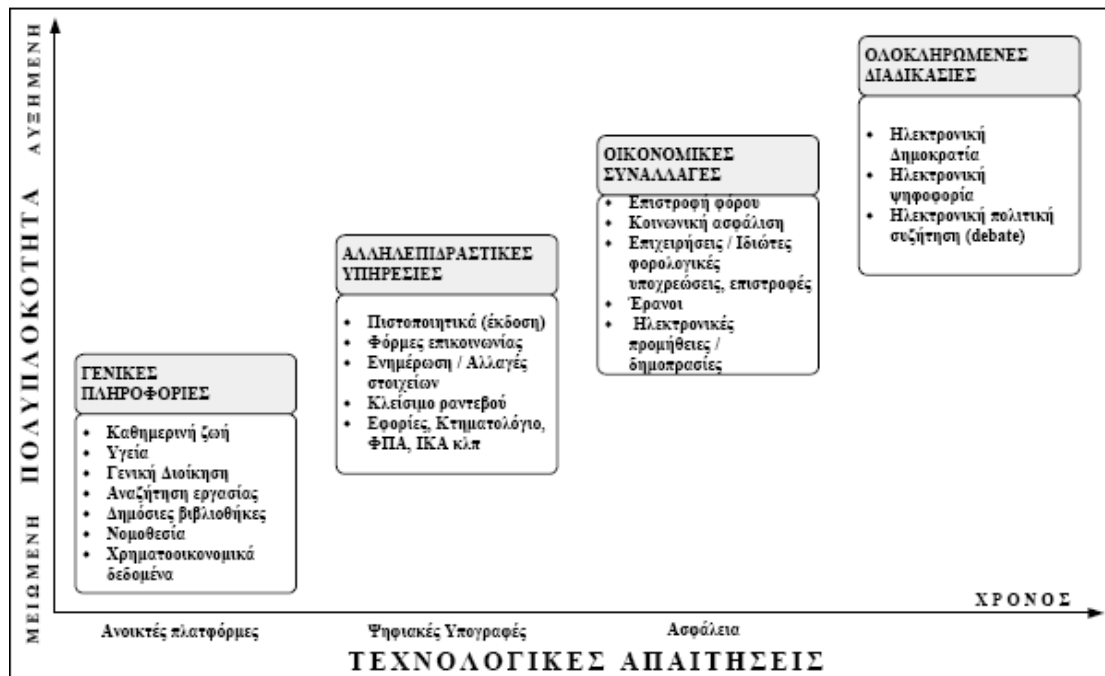 ΜΕΙΩΜΕΝΗ ΠΟΛΥΠΛΟΚΟΤΗΤΑ ΑΥΞΗΜΕΝΗ
ΓΕΝΙΚΕΣ
ΠΛΗΡΟΦΟΡΙΕΣ
• Καθημερινή ζωή
• Υγεία
• Γενική Διοίκηση
• Αναζήτηση εργασίας
• Δημόσιες βιβλιοθήκες
• Νομοθεσία
• Χρηματοοικονομικά
δεδομένα
ΑΛΛΗΛΕΠΙΔΡΑΣΤΙΚΕΣ
ΥΠΗΡΕΣΙΕΣ
• Πιστοποιητικά (έκδοση)
• Φόρμες επικοινωνίας
• Ενημέρωση / Αλλαγές
στοιχείων
• Κλείσιμο ραντεβού
• Εφορίες, Κτηματολόγιο,
ΦΠΑ, ΙΚΑ κλπ
ΟΙΚΟΝΟΜΙΚΕΣ
ΣΥΝΑΛΛΑΓΕΣ
• Επιστροφή φόρου
• Κοινωνική ασφάλιση
• Επιχειρήσεις / Ιδιώτες
φορολογικές
υποχρεώσεις, επιστροφές
• Έρανοι
• Ηλεκτρονικές
προμήθειες /
δημοπρασίες
ΟΛΟΚΛΗΡΩΜΕΝΕΣ
ΔΙΑΔΙΚΑΣΙΕΣ
• Ηλεκτρονική
Δημοκρατία
• Ηλεκτρονική
ψηφοφορία
• Ηλεκτρονική πολιτική
συζήτηση (debate)
ΧΡΟΝΟΣ
Ανοικτές πλατφόρμες
Ψηφιακές Υπογραφές
Ασφάλεια
ΤΕΧΝΟΛΟΓΙΚΕΣ ΑΠΑΙΤΗΣΕΙΣ